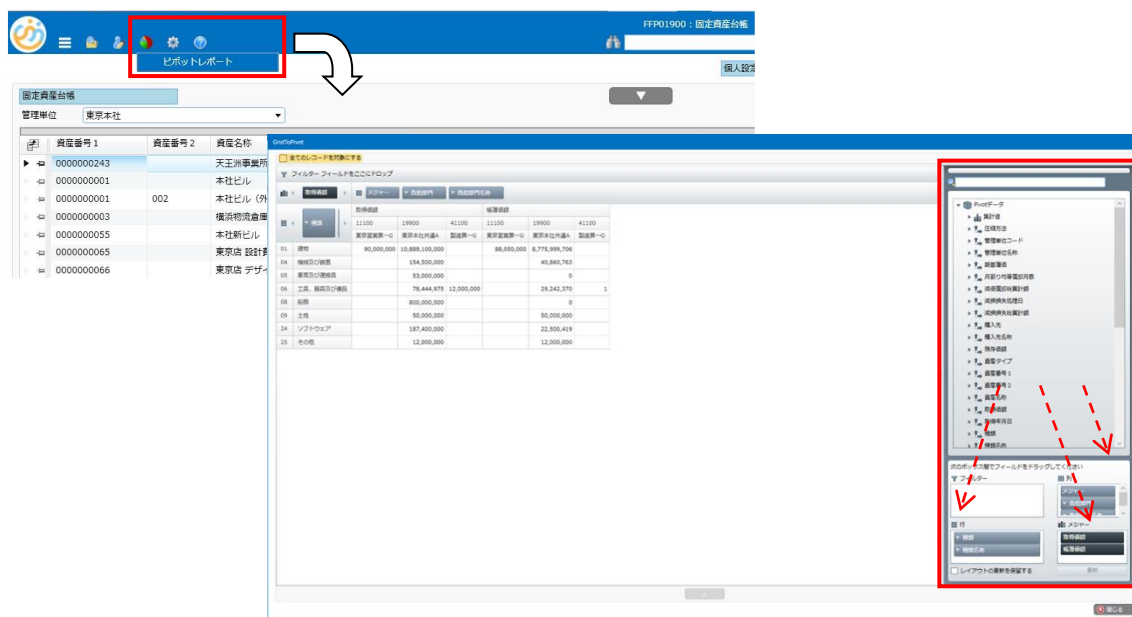 FFP01900：固定資産台帳
ピボットレポート
個人設定
固定資産台帳
管理単位 東京本社
資産番号1 資産番号2 資産名称
0000000243 天王洲事業所
0000000001 本社ビル
0000000001 002 本社ビル（外
0000000003 横浜物流倉庫
0000000055 本社新ビル
0000000065 東京店 設計費
0000000066 東京店 デザイ
GridToPivot
全てのレコードを対象にする
フィルター フィールドをここにドロップ
取得価額 メジャー 負担部門 負担部門名称
種類 取得価額 帳簿価額
11100 19900 41100 11100 19900 41100
東京営業第一G 東京本社共通A 製造第一G 東京営業第一G 東京本社共通A 製造第一G
01 建物 90,000,000 10,889,100,000 88,050,000 8,775,999,706
04 機械及び装置 154,500,000 40,860,763
05 車両及び運搬具 53,000,000 0
06 工具、器具及び備品 78,444,975 12,000,000 29,242,370 1
08 船舶 800,000,000 0
09 土地 50,000,000 50,000,000
24 ソフトウェア 187,400,000 22,500,419
25 その他 12,000,000 12,000,000
Pivotデータ
集計値
圧縮方法
管理単位コード
管理単位名称
期首簿価
月割り均等償却月数
減価償却累計額
減損損失処理日
減損損失累計額
購入先
購入先名称
残存価額
資産タイプ
資産番号1
資産番号2
資産名称
取得価額
取得年月日
種類
種類名称
次のボックス間でフィールドをドラッグしてください
フィルター 列
メジャー
負担部門
行 メジャー
種類 取得価額
種類名称 帳簿価額
レイアウトの更新を保留する 更新
閉じる